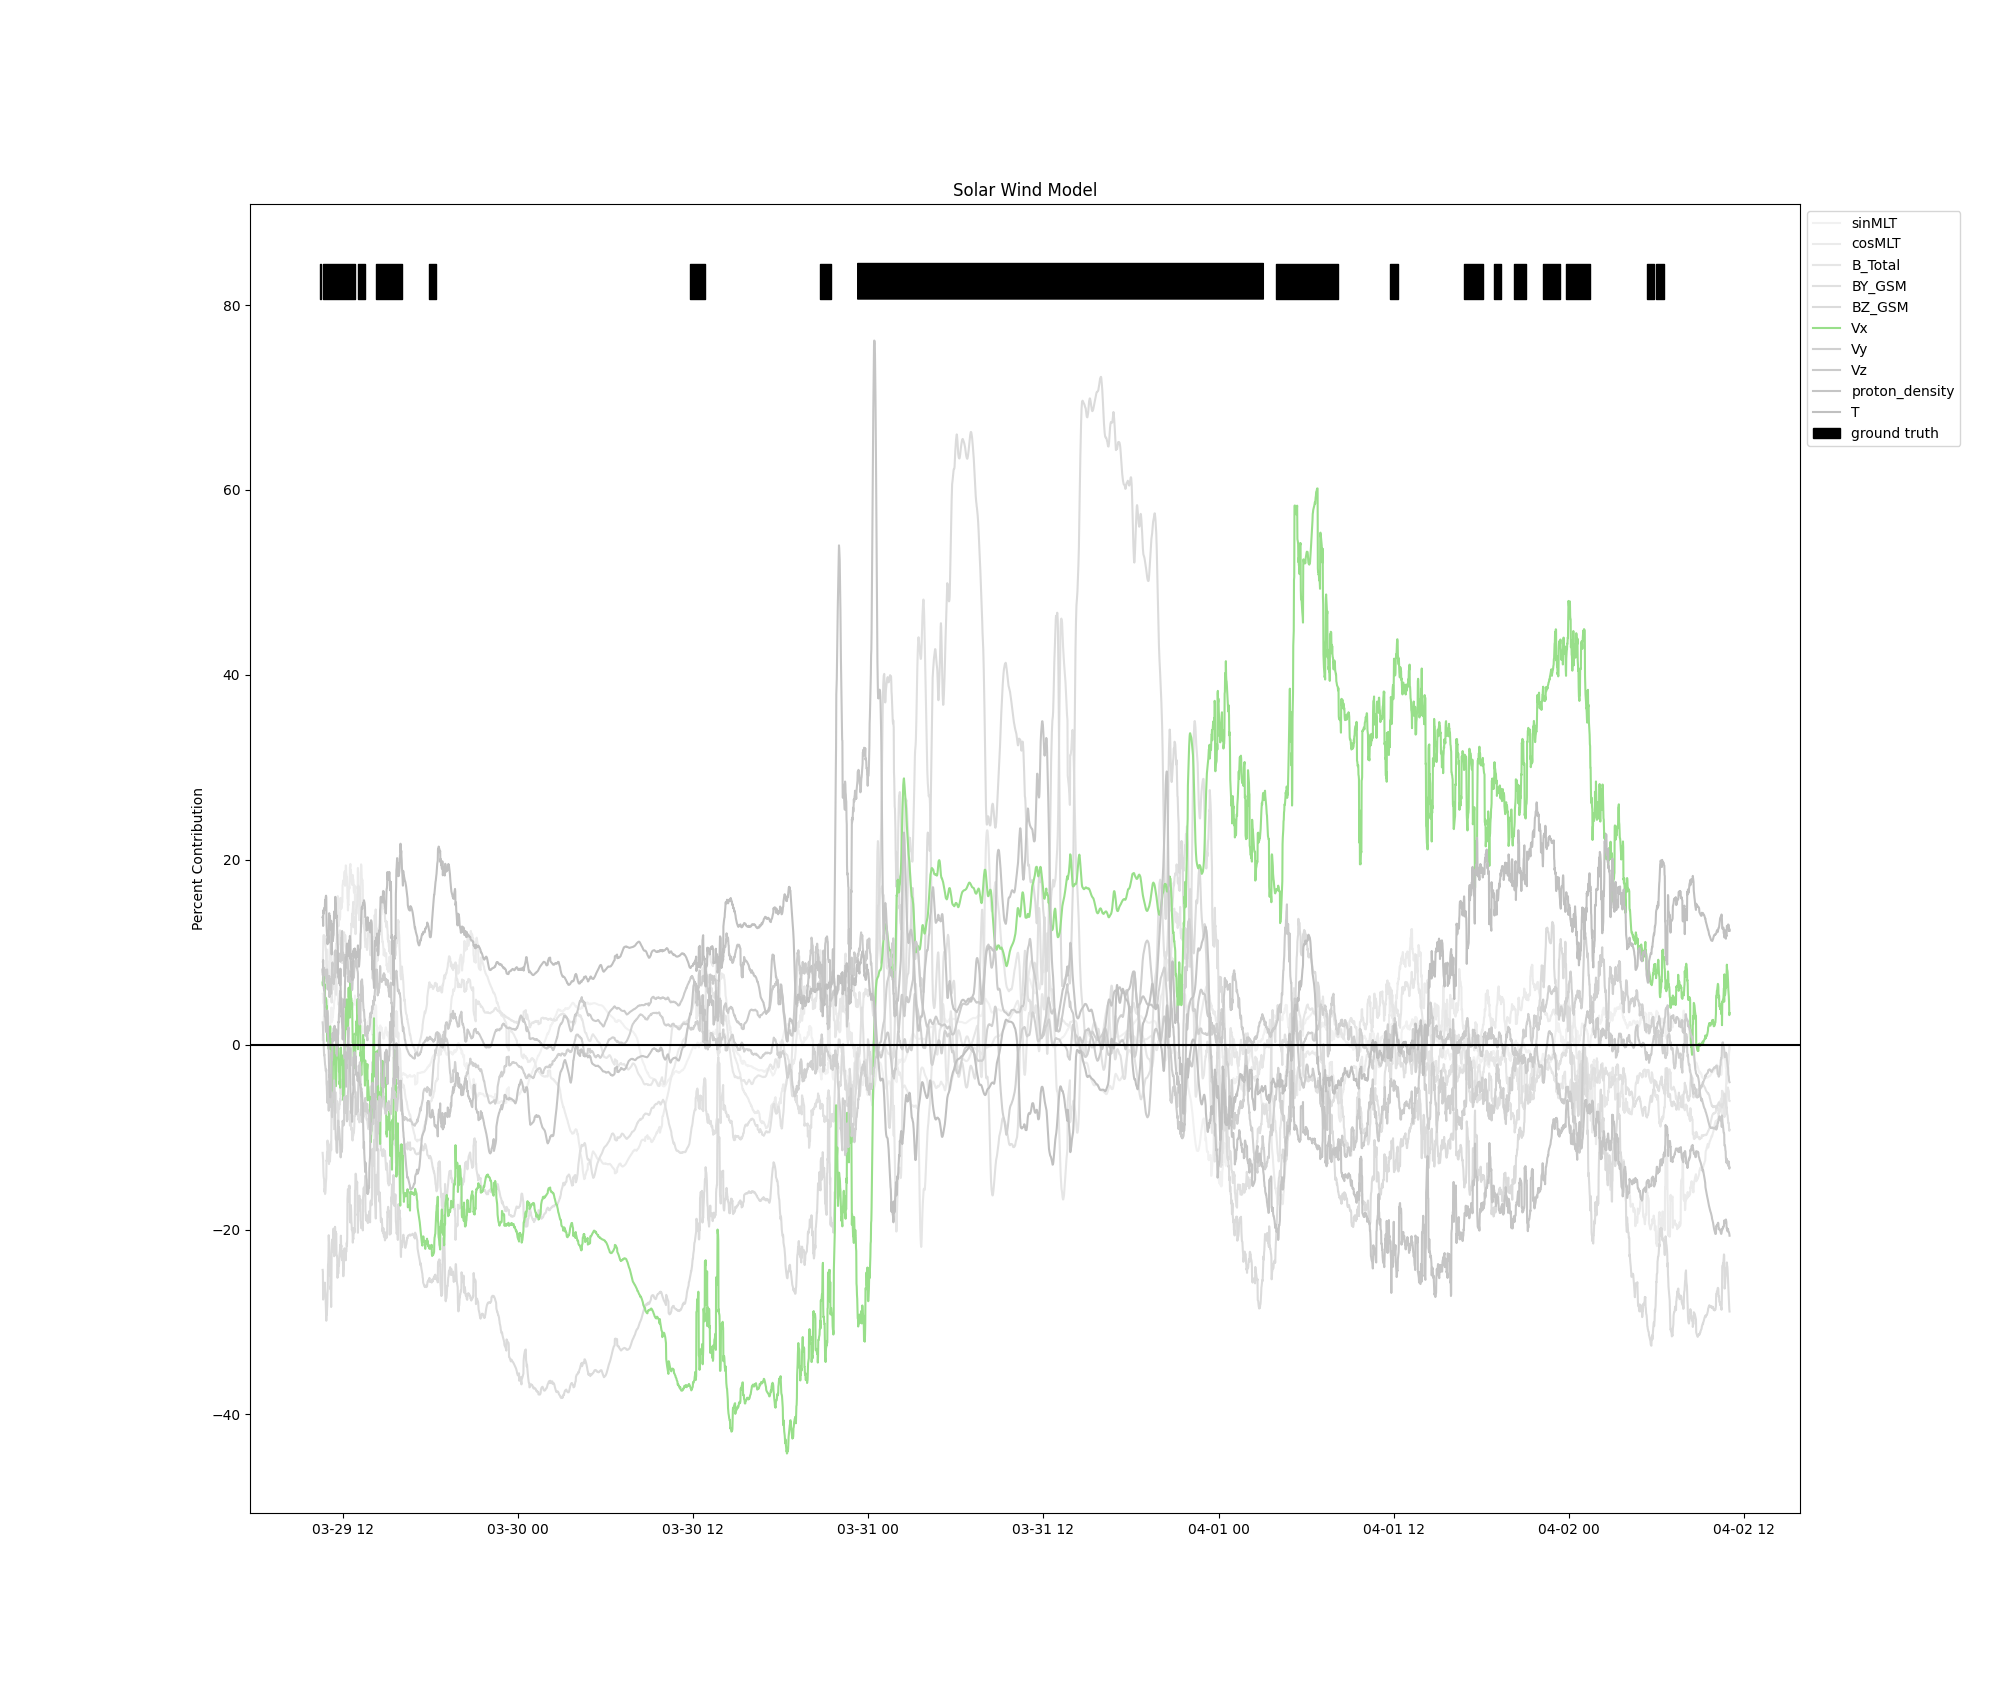 Solar Wind Model
sinMLT
cosMLT
B_Total
BY_GSM
BZ_GSM
Vx
Vy
Vz
proton_density
T
ground truth
Percent Contribution
80
60
40
20
0
−20
−40
03-29 12
03-30 00
03-30 12
03-31 00
03-31 12
04-01 00
04-01 12
04-02 00
04-02 12